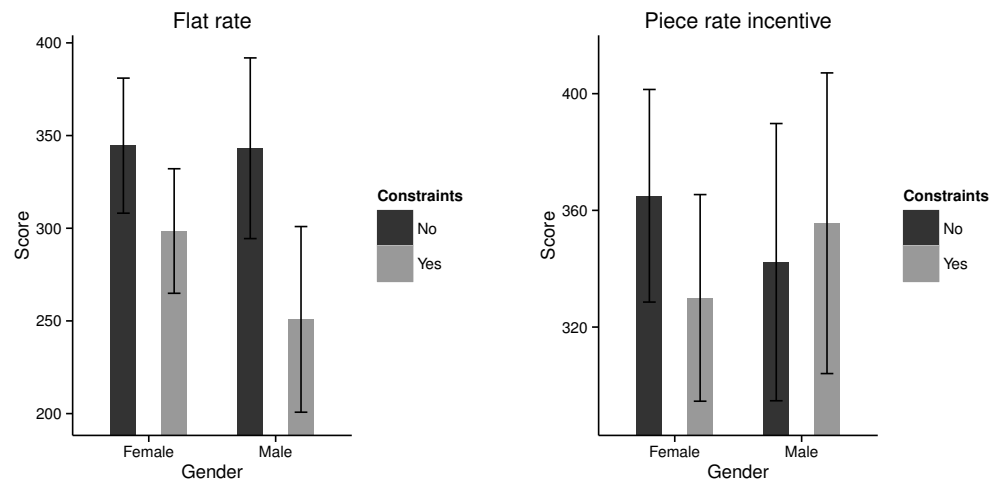 Flat rate
400
350
300
250
200
Score
Female
Male
Gender
Constraints
No
Yes
Piece rate incentive
400
360
320
Score
Female
Male
Gender
Constraints
No
Yes